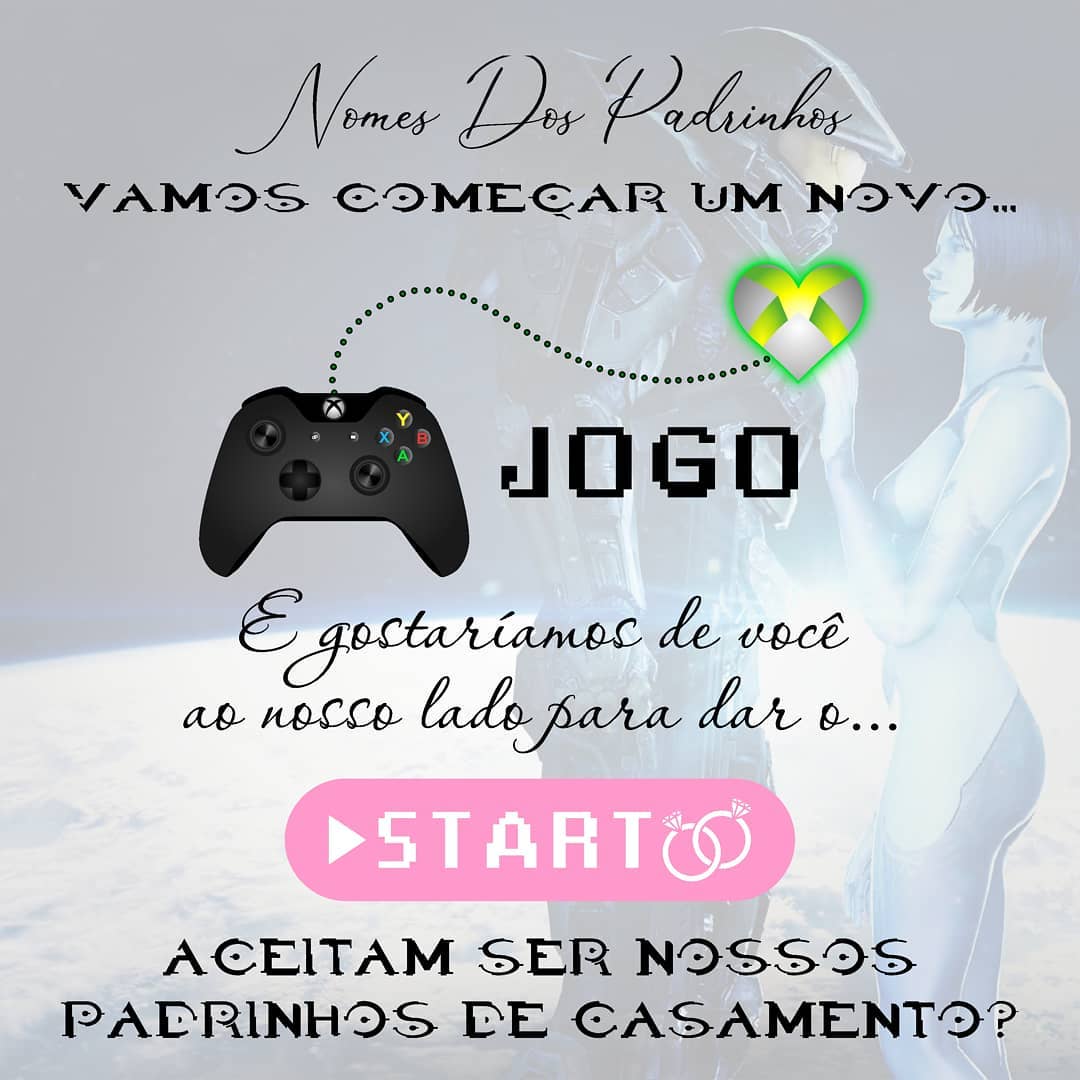 Nomes Dos Padrinhos
VAMOS COMEÇAR UM NOVO...
Y
X B
A
JOGO
E gostaríamos de você
ao nosso lado para dar o...
START
ACEITAM SER NOSSOS
PADRINHOS DE CASAMENTO?